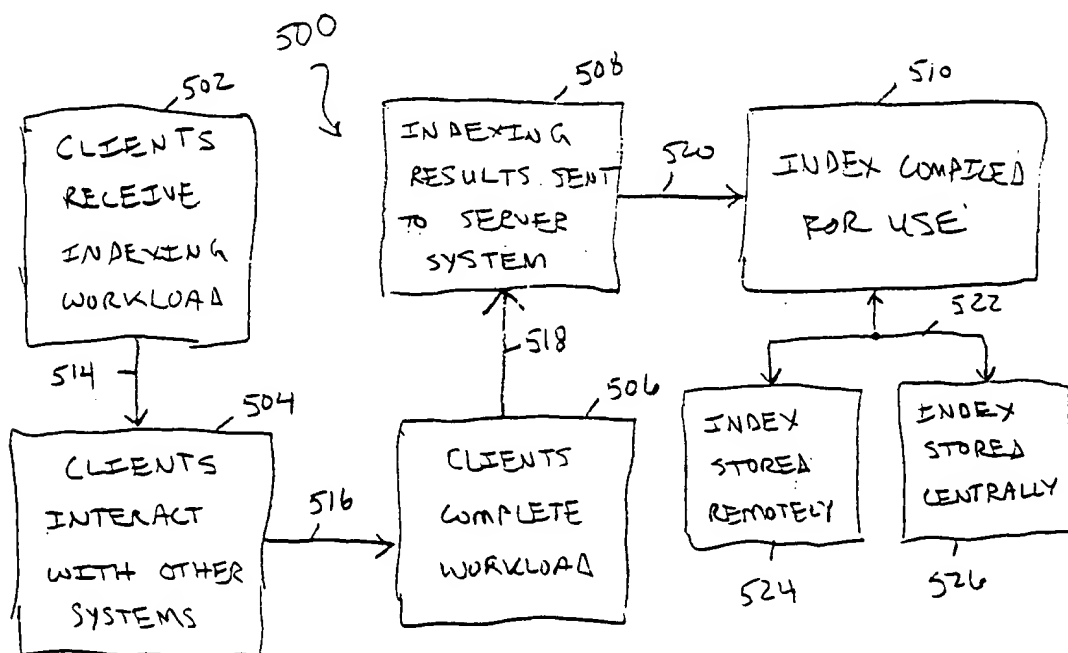 500
502
CLIENTS
RECEIVE
INDEXING
WORKLOAD
514
504
CLIENTS
INTERACT
WITH OTHER
SYSTEMS
516
506
CLIENTS
COMPLETE
WORKLOAD
518
508
INDEXING
RESULTS SENT
TO SERVER
SYSTEM
520
510
INDEX COMPILED
FOR USE
522
INDEX
STORED
REMOTELY
524
INDEX
STORED
CENTRALLY
526